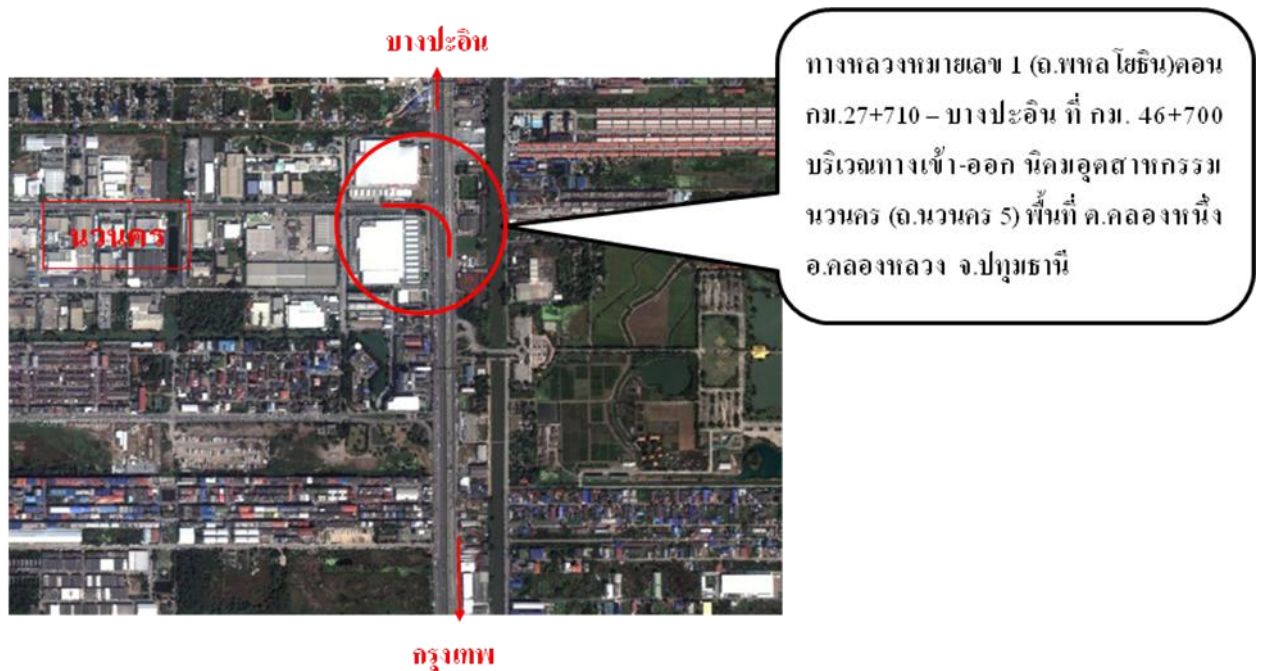 บางปะอิน
ทางหลวงหมายเลข 1 (ถ.พหลโยธิน)ตอน
กม.27+710 – บางปะอิน ที่ กม. 46+700
บริเวณทางเข้า-ออก นิคมอุตสาหกรรม
นวนคร (ถ.นวนคร 5) พื้นที่ ต.คลองหนึ่ง
อ.คลองหลวง จ.ปทุมธานี
นวนคร
กรุงเทพ